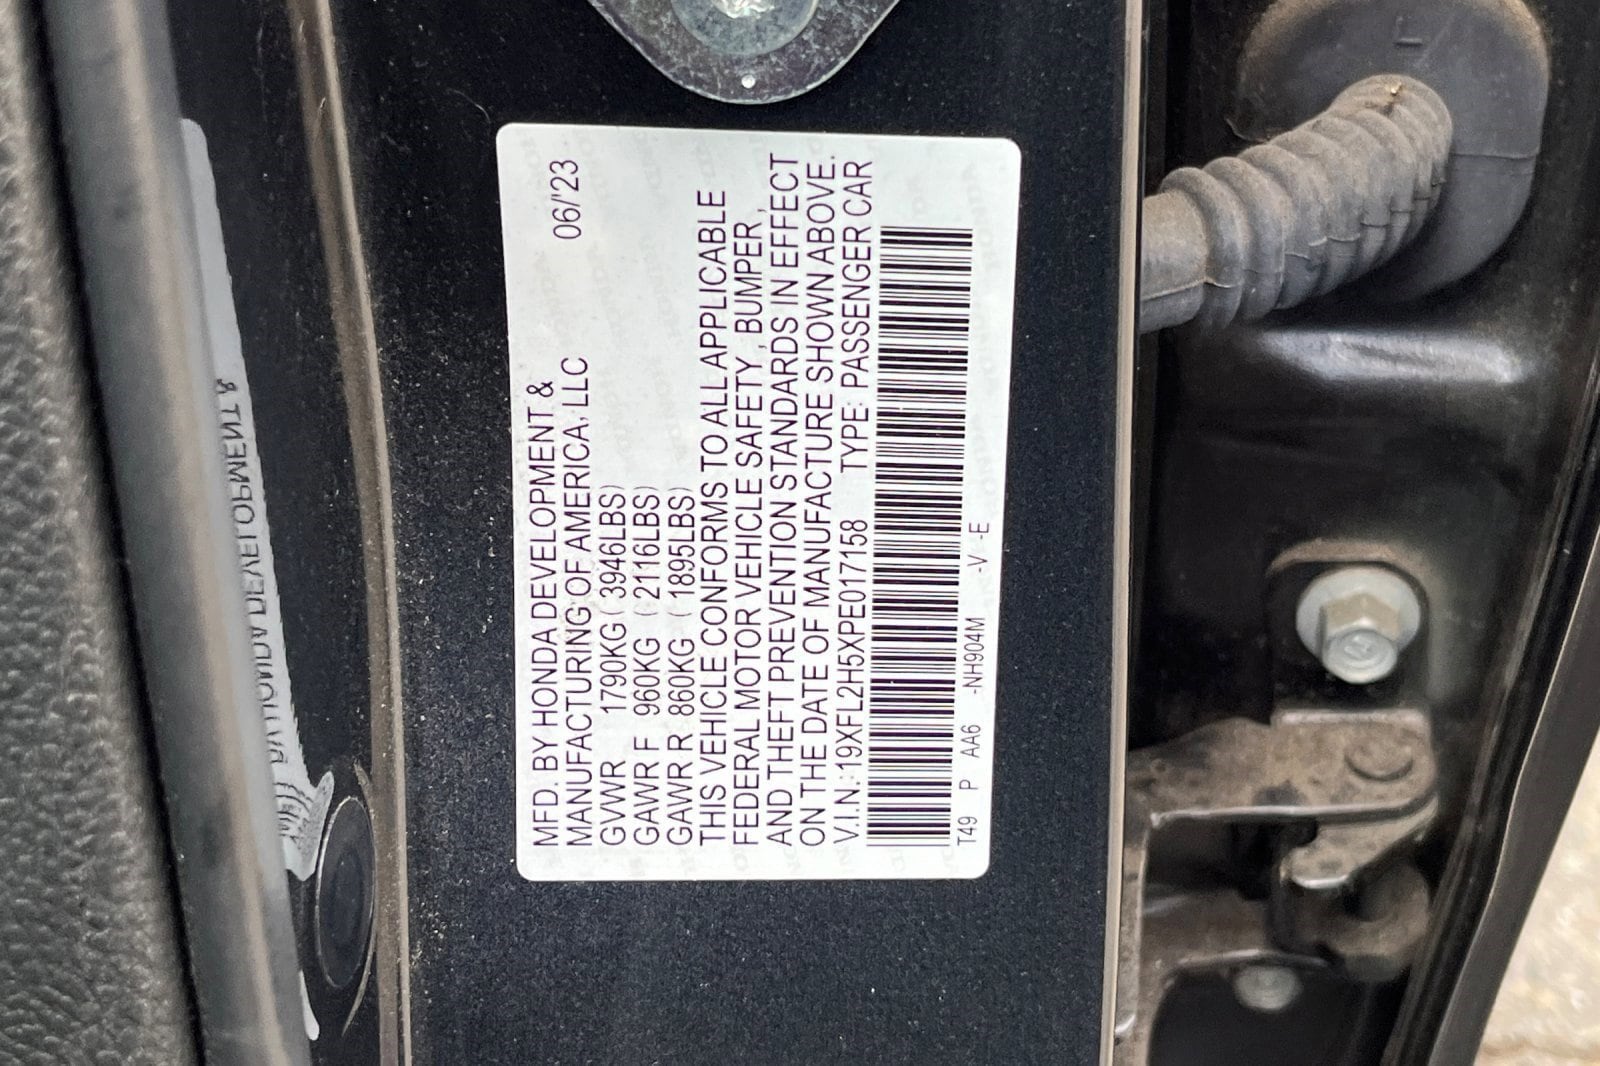 MFD. BY HONDA DEVELOPMENT & 06/'23
MANUFACTURING OF AMERICA, LLC
GVWR 1790KG (3946LBS)
GAWR F 960KG (2116LBS)
GAWR R 860KG (1895LBS)
THIS VEHICLE CONFORMS TO ALL APPLICABLE
FEDERAL MOTOR VEHICLE SAFETY, BUMPER,
AND THEFT PREVENTION STANDARDS IN EFFECT
ON THE DATE OF MANUFACTURE SHOWN ABOVE.
V.I.N.: 19XFL2H5XPE017158 TYPE: PASSENGER CAR
T49 P AA6 -NH904M -V -E